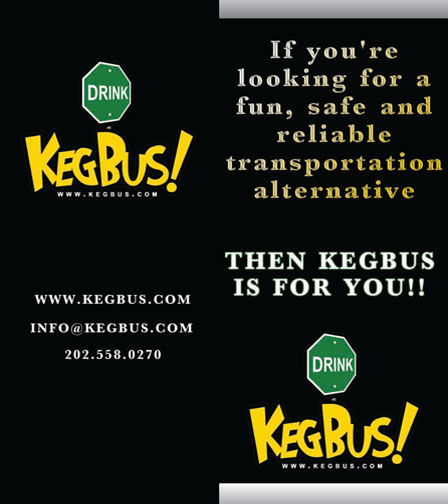 DRINK
KEGBUS!
WWW.KEGBUS.COM
WWW.KEGBUS.COM
INFO@KEGBUS.COM
202.558.0270
If you're
looking for a
fun, safe and
reliable
transportation
alternative
THEN KEGBUS
IS FOR YOU!!
DRINK
KEGBUS!
WWW.KEGBUS.COM